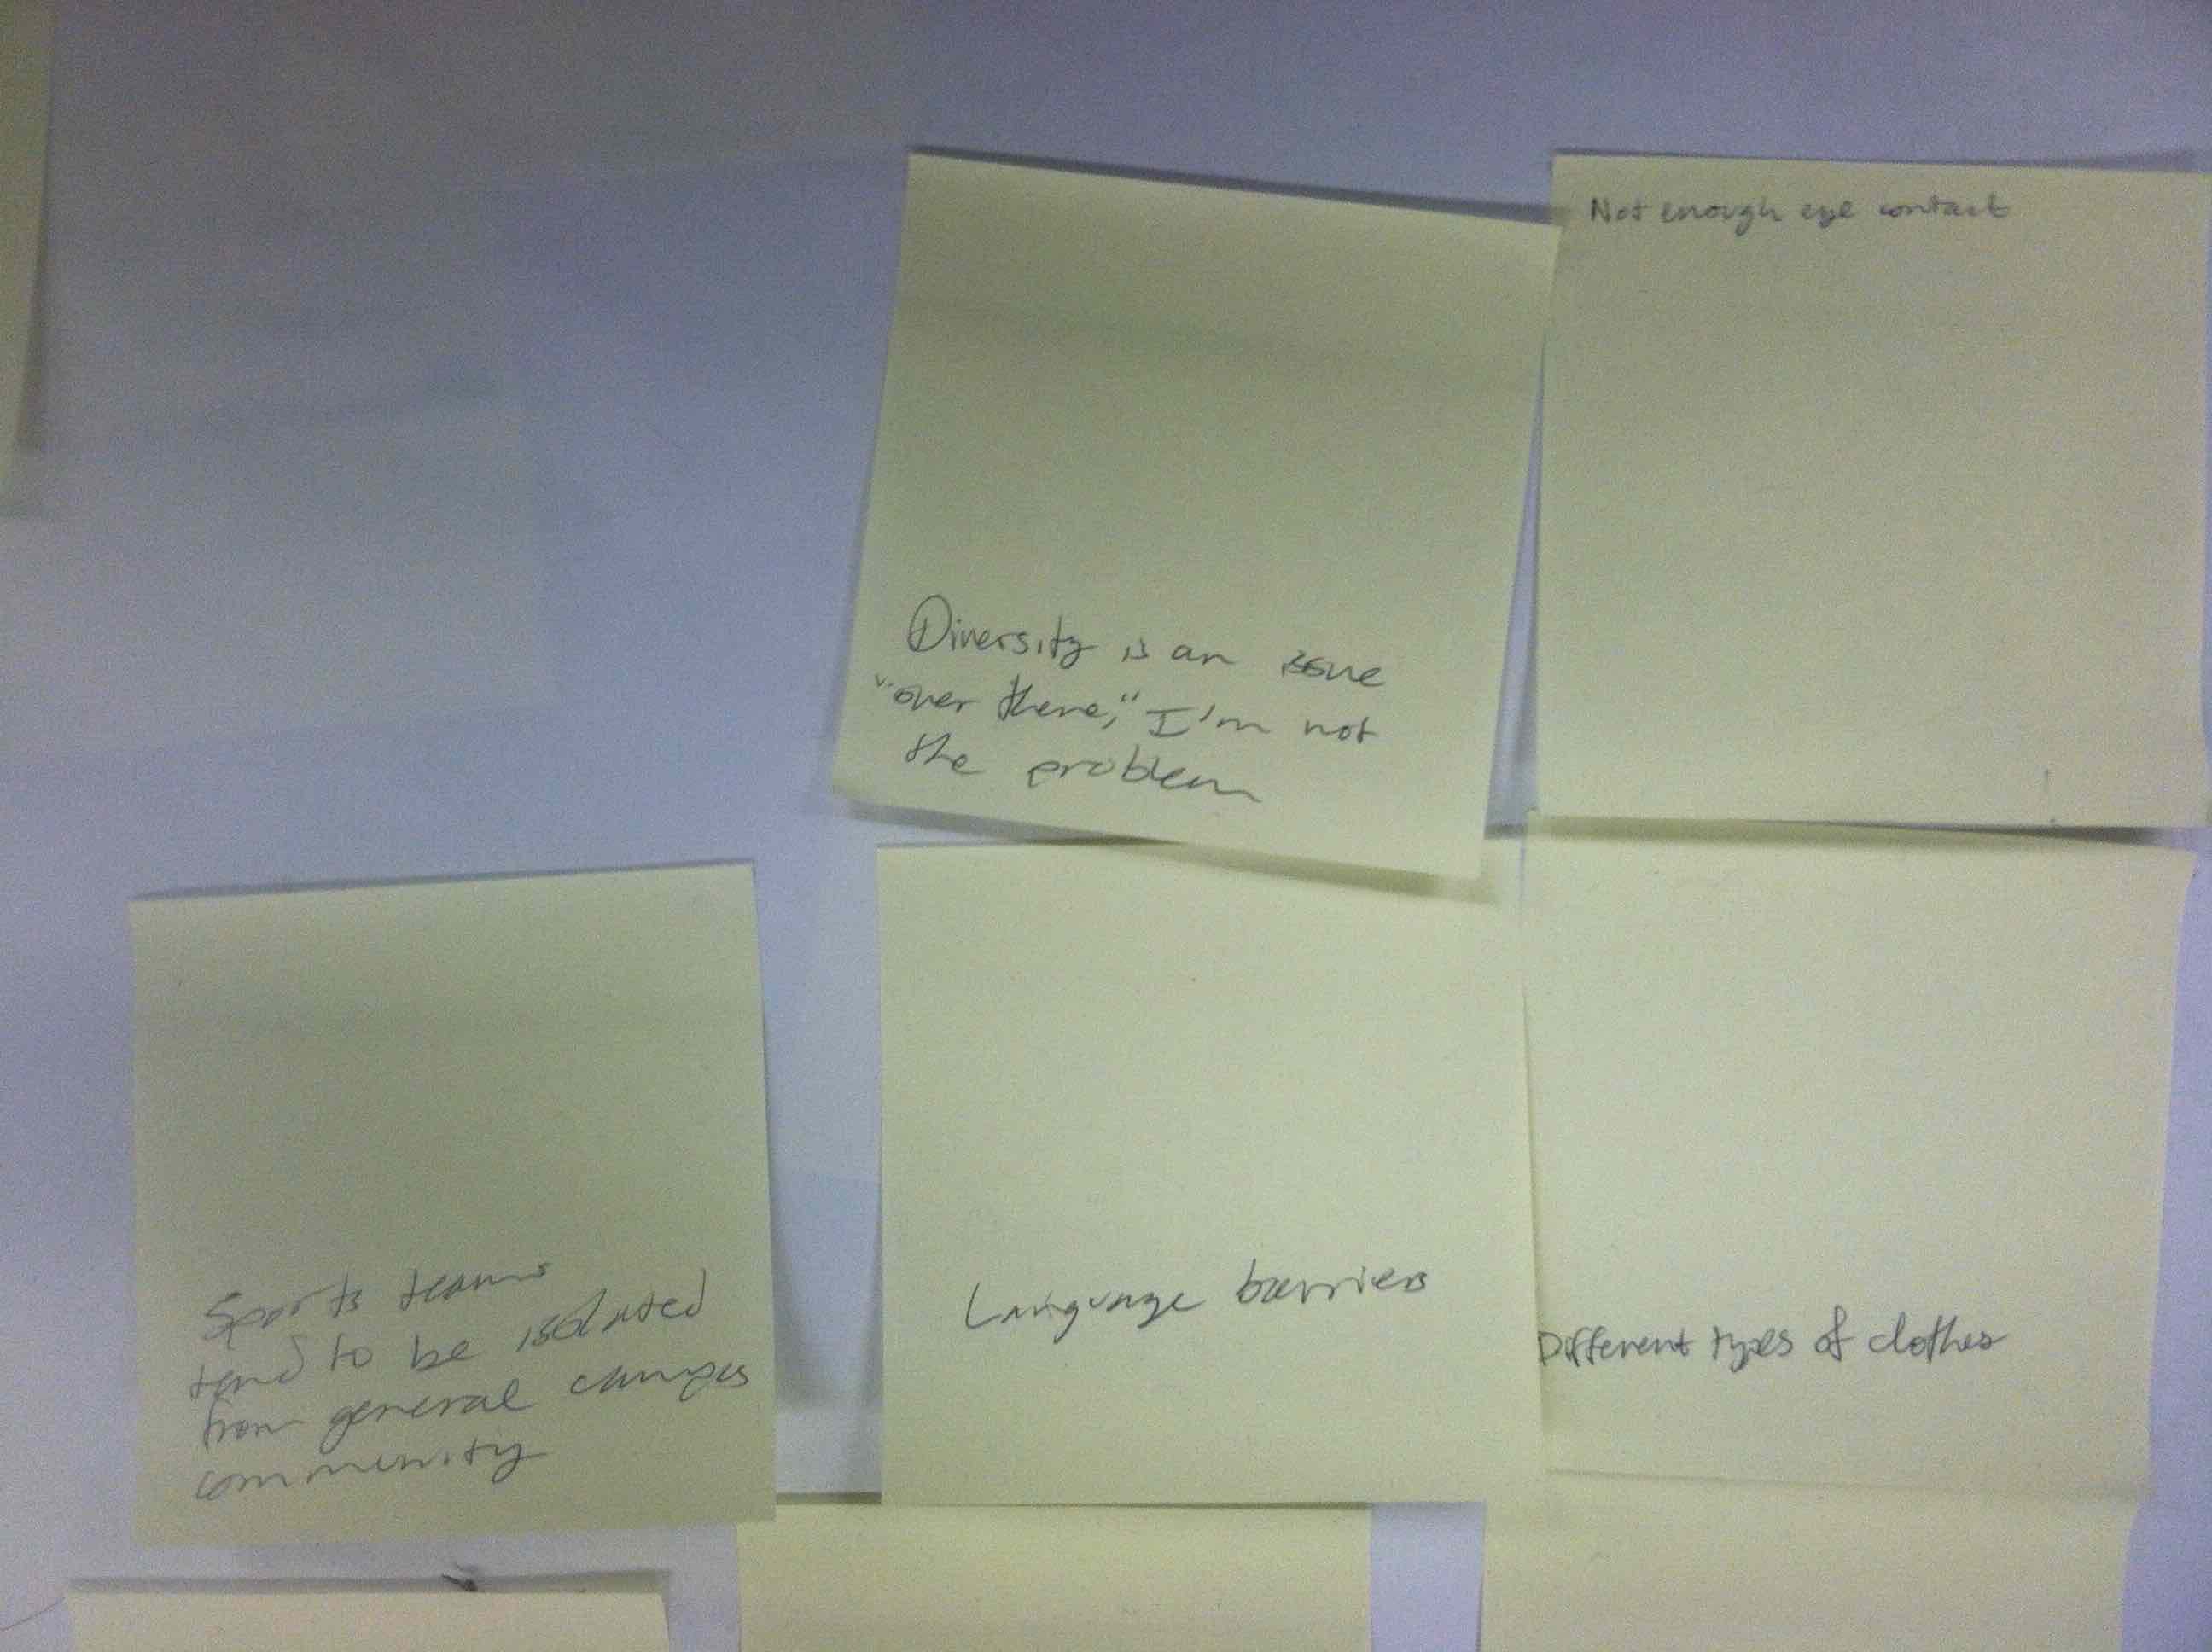 Not enough eye contact
Diversity is an issue
"over there," I'm not
the problem
Sports teams
tend to be isolated
from general campus
community
Language barriers
Different types of clothes